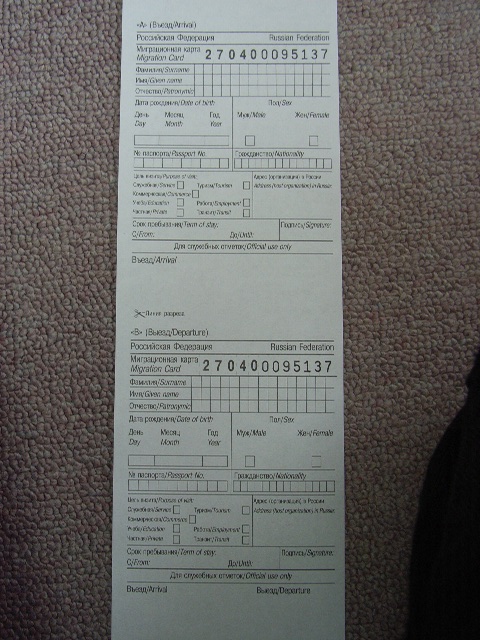 «А» (Въезд/Arrival)
Российская Федерация Russian Federation
Миграционная карта
Migration Card 270400095137
Фамилия/Surname
Имя/Given name
Отчество/Patronymic
Дата рождения/Date of birth Пол/Sex
День Месяц Год Муж/Male Жен/Female
Day Month Year
№ паспорта/Passport No. Гражданство/Nationality
Цель визита/Purpose of visit: Адрес (организация) в России
Служебная/Service Туризм/Tourism Address (host organization) in Russia
Коммерческая/Commerce
Учеба/Education Работа/Employment
Частная/Private Транзит/Transit
Срок пребывания/Term of stay: Подпись/Signature:
С/From: До/Until:
Для служебных отметок/Official use only
Въезд/Arrival
Линия разреза
«В» (Выезд/Departure)
Российская Федерация Russian Federation
Миграционная карта
Migration Card 270400095137
Фамилия/Surname
Имя/Given name
Отчество/Patronymic
Дата рождения/Date of birth Пол/Sex
День Месяц Год Муж/Male Жен/Female
Day Month Year
№ паспорта/Passport No. Гражданство/Nationality
Цель визита/Purpose of visit: Адрес (организация) в России
Служебная/Service Туризм/Tourism Address (host organization) in Russia
Коммерческая/Commerce
Учеба/Education Работа/Employment
Частная/Private Транзит/Transit
Срок пребывания/Term of stay: Подпись/Signature:
С/From: До/Until:
Для служебных отметок/Official use only
Въезд/Arrival Выезд/Departure